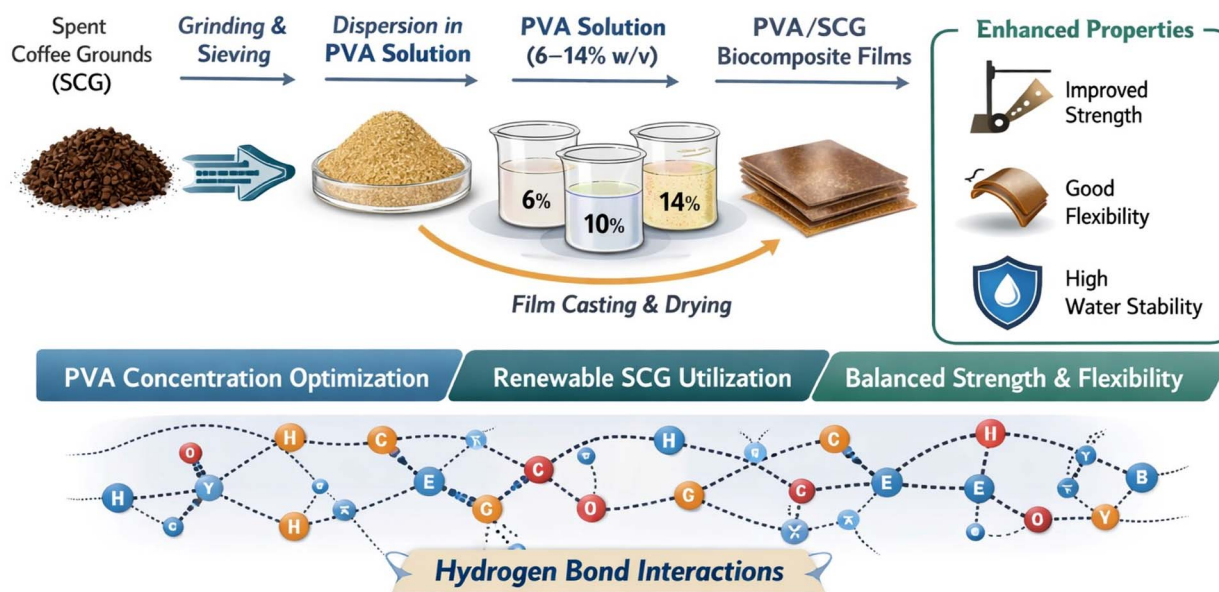 Spent
Coffee Grounds
(SCG)
Grinding &
Sieving
Dispersion in
PVA Solution
PVA Solution
(6–14% w/v)
PVA/SCG
Biocomposite Films
Enhanced Properties
Improved
Strength
Good
Flexibility
High
Water Stability
6%
10%
14%
Film Casting & Drying
PVA Concentration Optimization
Renewable SCG Utilization
Balanced Strength & Flexibility
H
O
Y
H
H
C
E
G
C
O
H
G
C
C
E
H
E
O
Y
B
Hydrogen Bond Interactions